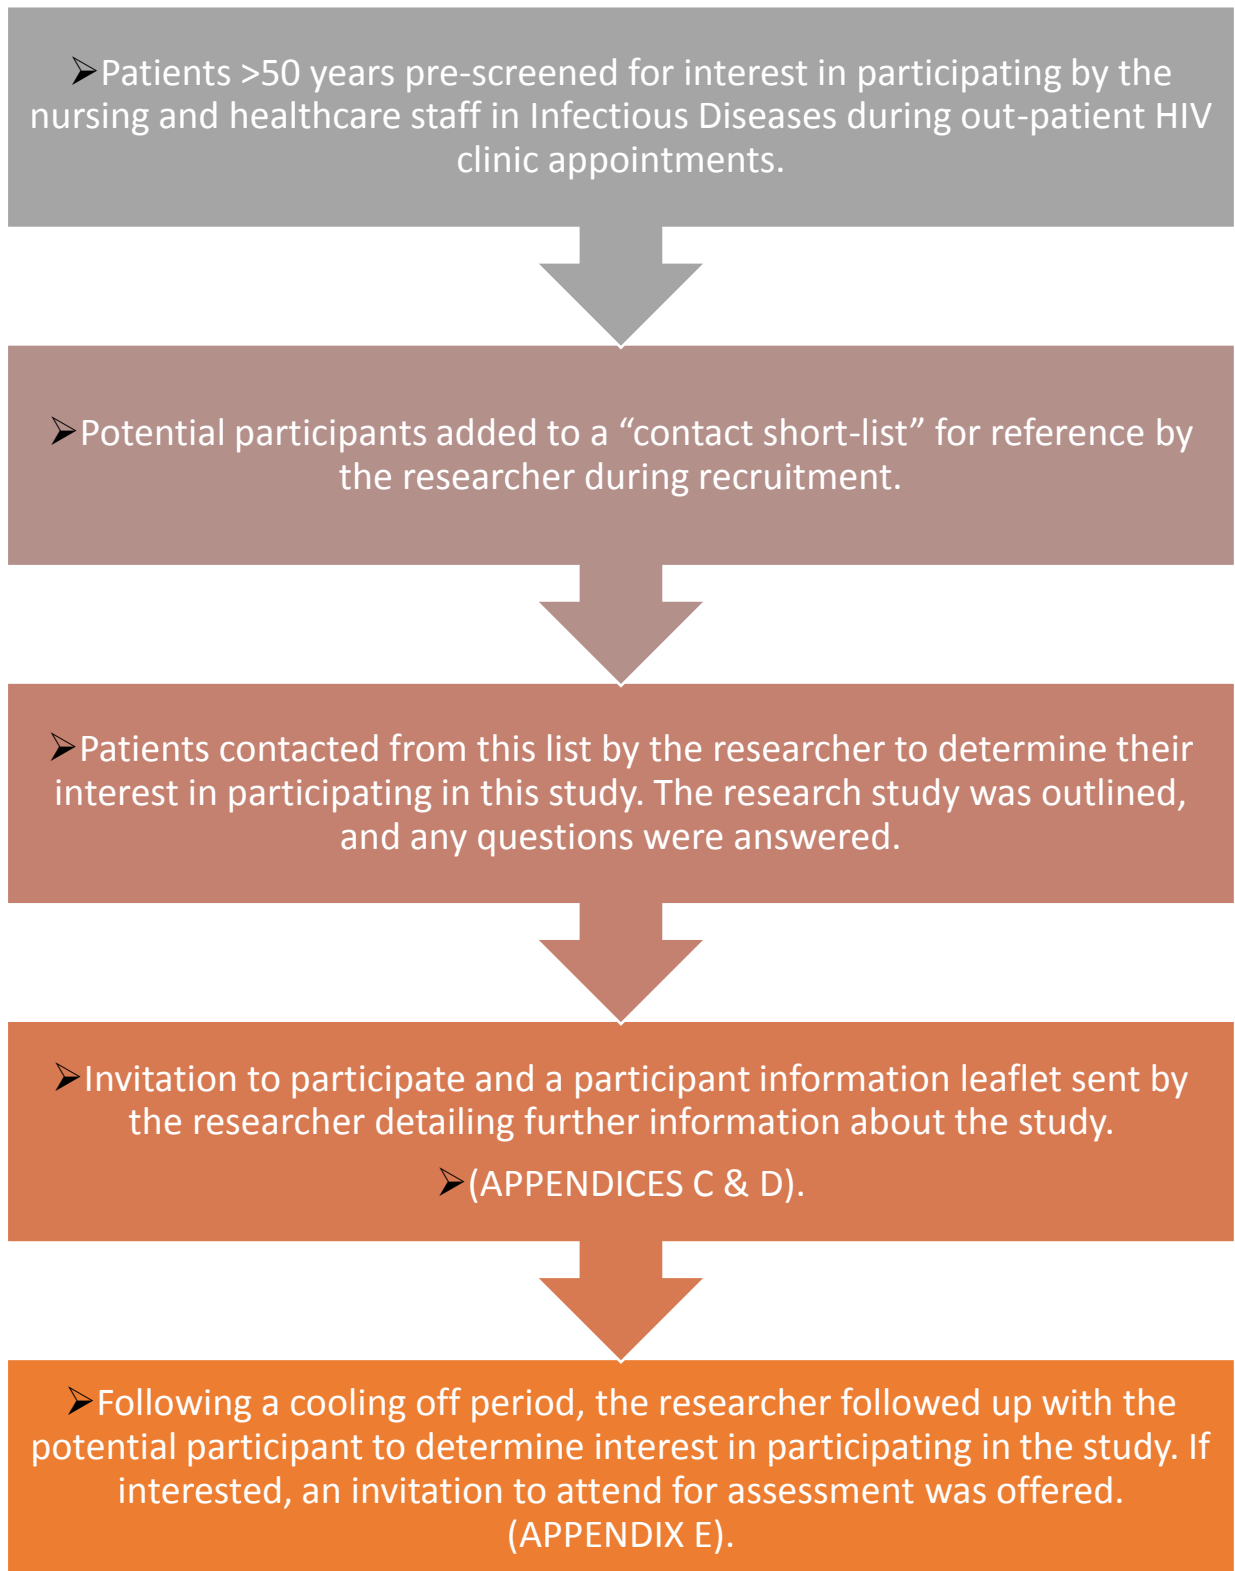 ➢Patients >50 years pre-screened for interest in participating by the
nursing and healthcare staff in Infectious Diseases during out-patient HIV
clinic appointments.
➢Potential participants added to a “contact short-list” for reference by
the researcher during recruitment.
➢Patients contacted from this list by the researcher to determine their
interest in participating in this study. The research study was outlined,
and any questions were answered.
➢Invitation to participate and a participant information leaflet sent by
the researcher detailing further information about the study.
➢(APPENDICES C & D).
➢Following a cooling off period, the researcher followed up with the
potential participant to determine interest in participating in the study. If
interested, an invitation to attend for assessment was offered.
(APPENDIX E).